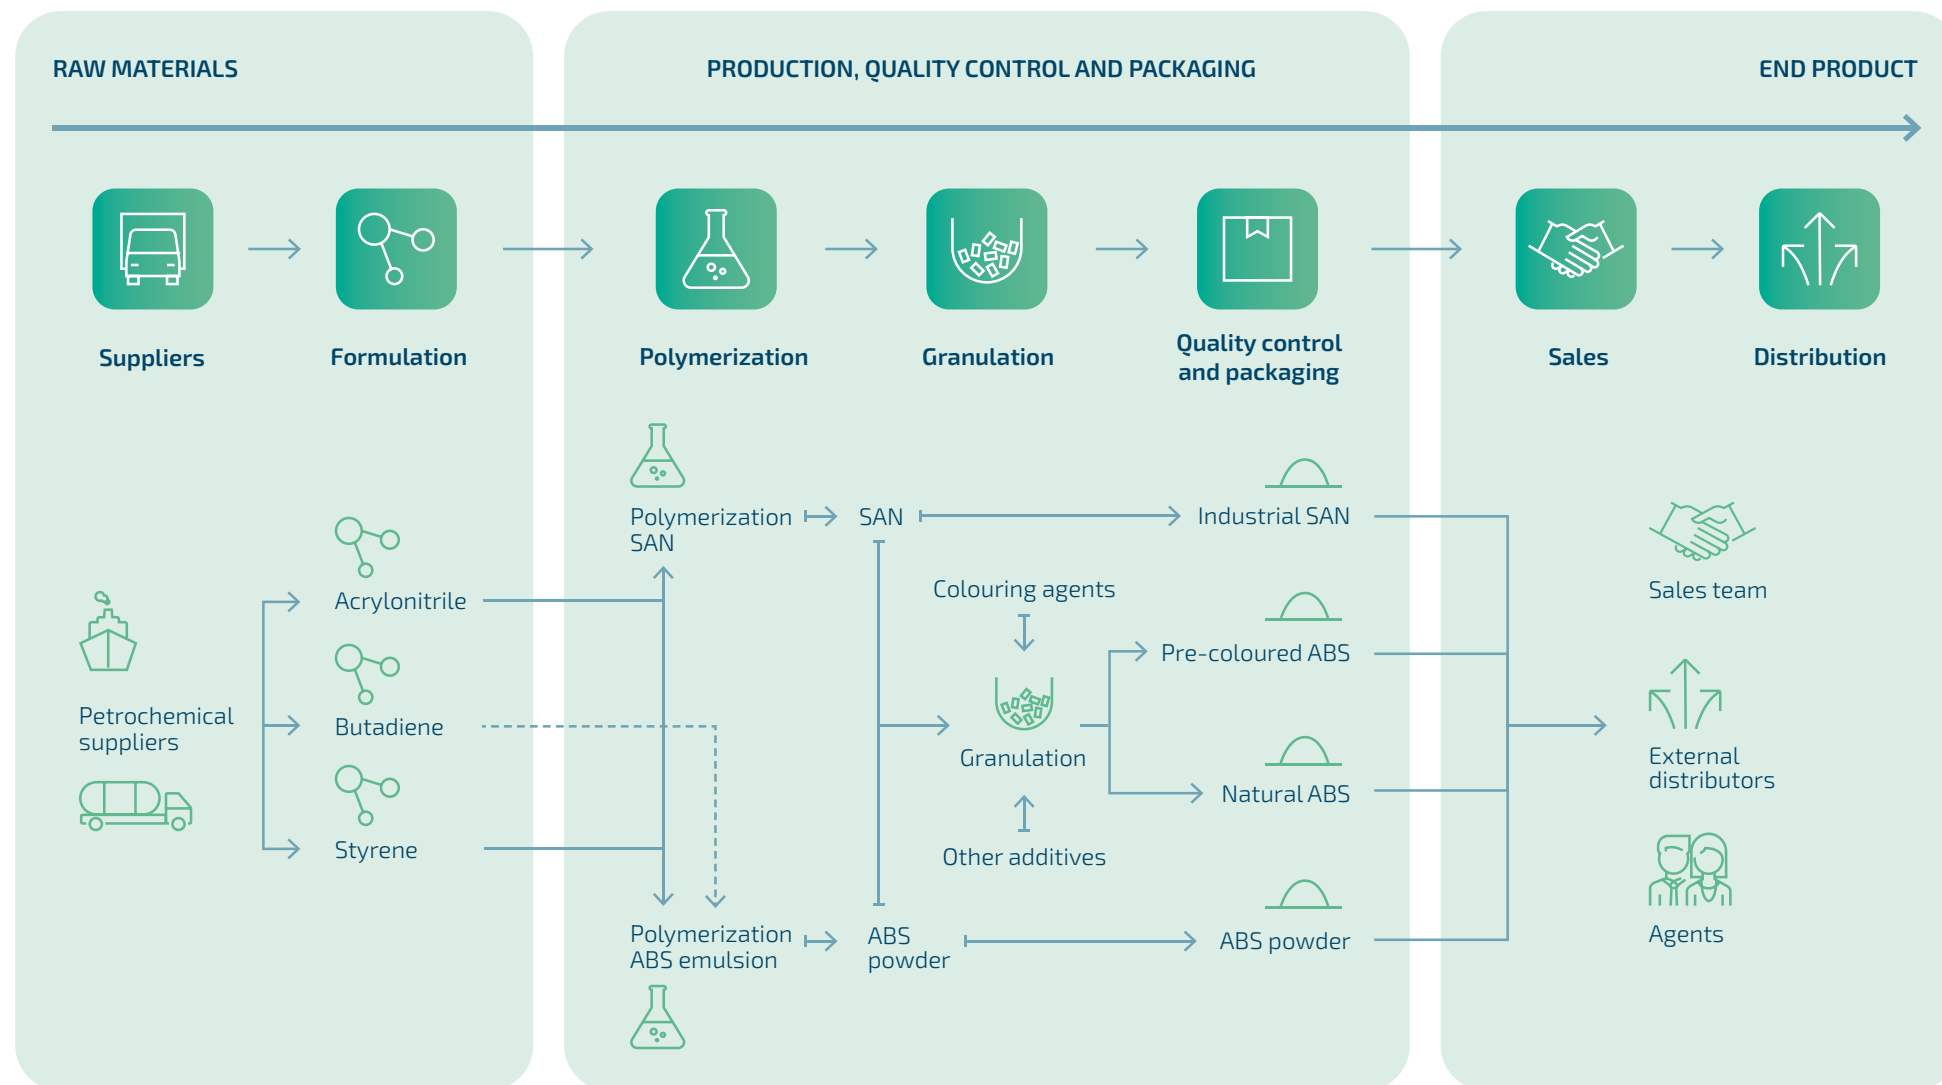 RAW MATERIALS
PRODUCTION, QUALITY CONTROL AND PACKAGING
END PRODUCT
Suppliers
Formulation
Polymerization
Granulation
Quality control
and packaging
Sales
Distribution
Petrochemical
suppliers
Acrylonitrile
Butadiene
Styrene
Polymerization
SAN
SAN
Industrial SAN
Colouring agents
Pre-coloured ABS
Granulation
Natural ABS
Other additives
Polymerization
ABS emulsion
ABS
powder
ABS powder
Sales team
External
distributors
Agents